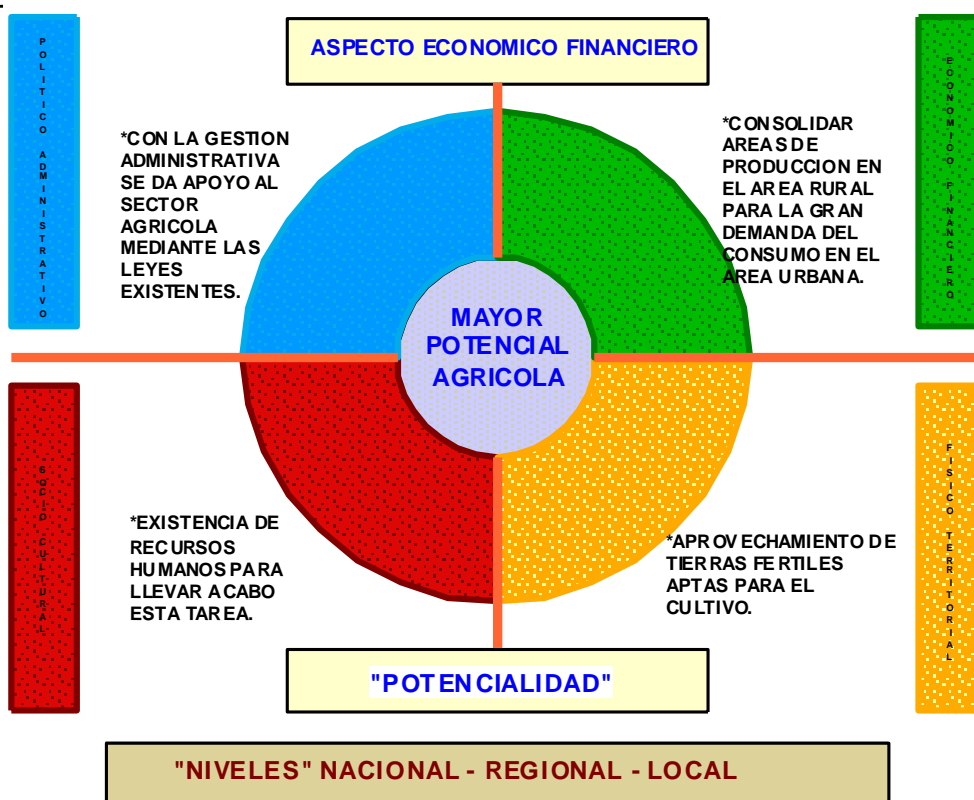 ASPECTO ECONOMICO FINANCIERO
POLITICO ADMINISTRATIVO
*CON LA GESTION
ADMINISTRATIVA
SE DA APOYO AL
SECTOR
AGRICOLA
MEDIANTE LAS
LEYES
EXISTENTES.
*CONSOLIDAR
AREAS DE
PRODUCCION EN
EL AREA RURAL
PARA LA GRAN
DEMANDA DEL
CONSUMO EN EL
AREA URBANA.
ECONOMICO FINANCIERO
MAYOR
POTENCIAL
AGRICOLA
SOCIO CULTURAL
*EXISTENCIA DE
RECURSOS
HUMANOS PARA
LLEVAR A CABO
ESTA TAREA.
*APROVECHAMIENTO DE
TIERRAS FERTILES
APTAS PARA EL
CULTIVO.
FISICO TERRITORIAL
"POTENCIALIDAD"
"NIVELES" NACIONAL - REGIONAL - LOCAL